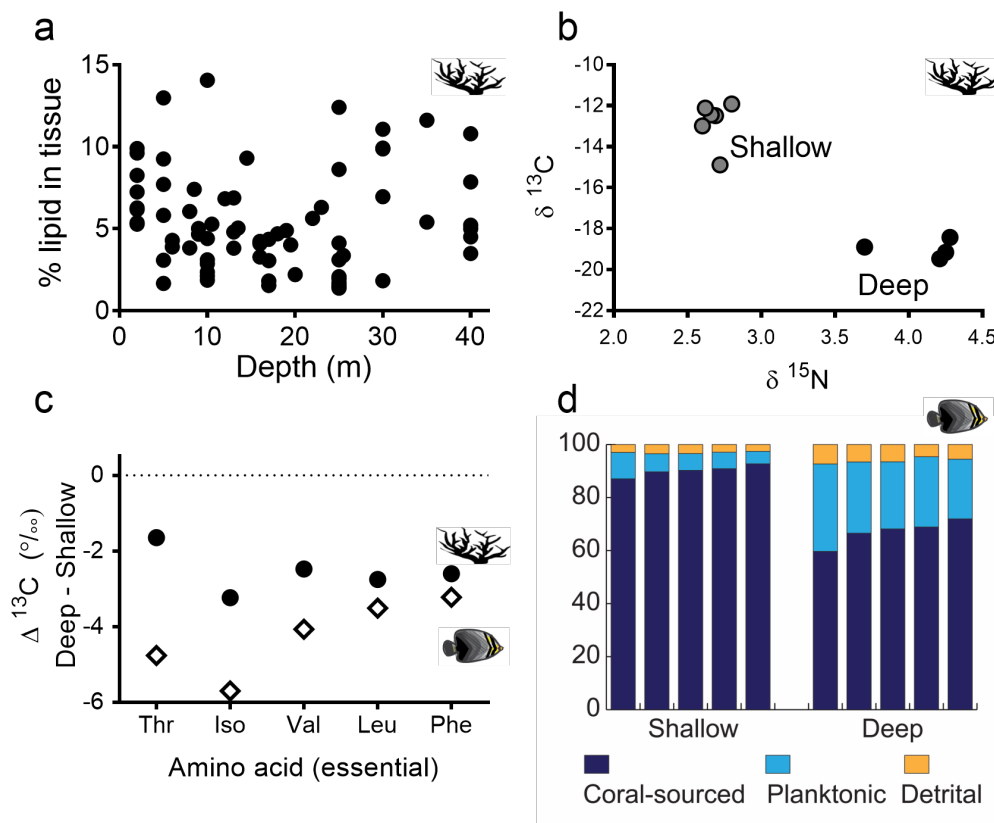 a
15
10
5
0
0 10 20 30 40
% lipid in tissue
Depth (m)
b
-10
-12
-14
-16
-18
-20
-22
2.0 2.5 3.0 3.5 4.0 4.5
δ ¹³C
δ ¹⁵N
Shallow
Deep
c
0
-2
-4
-6
Thr Iso Val Leu Phe
Δ ¹³C (°/₀₀)
Deep - Shallow
Amino acid (essential)
d
100
80
60
40
20
0
Shallow Deep
Coral-sourced Planktonic Detrital